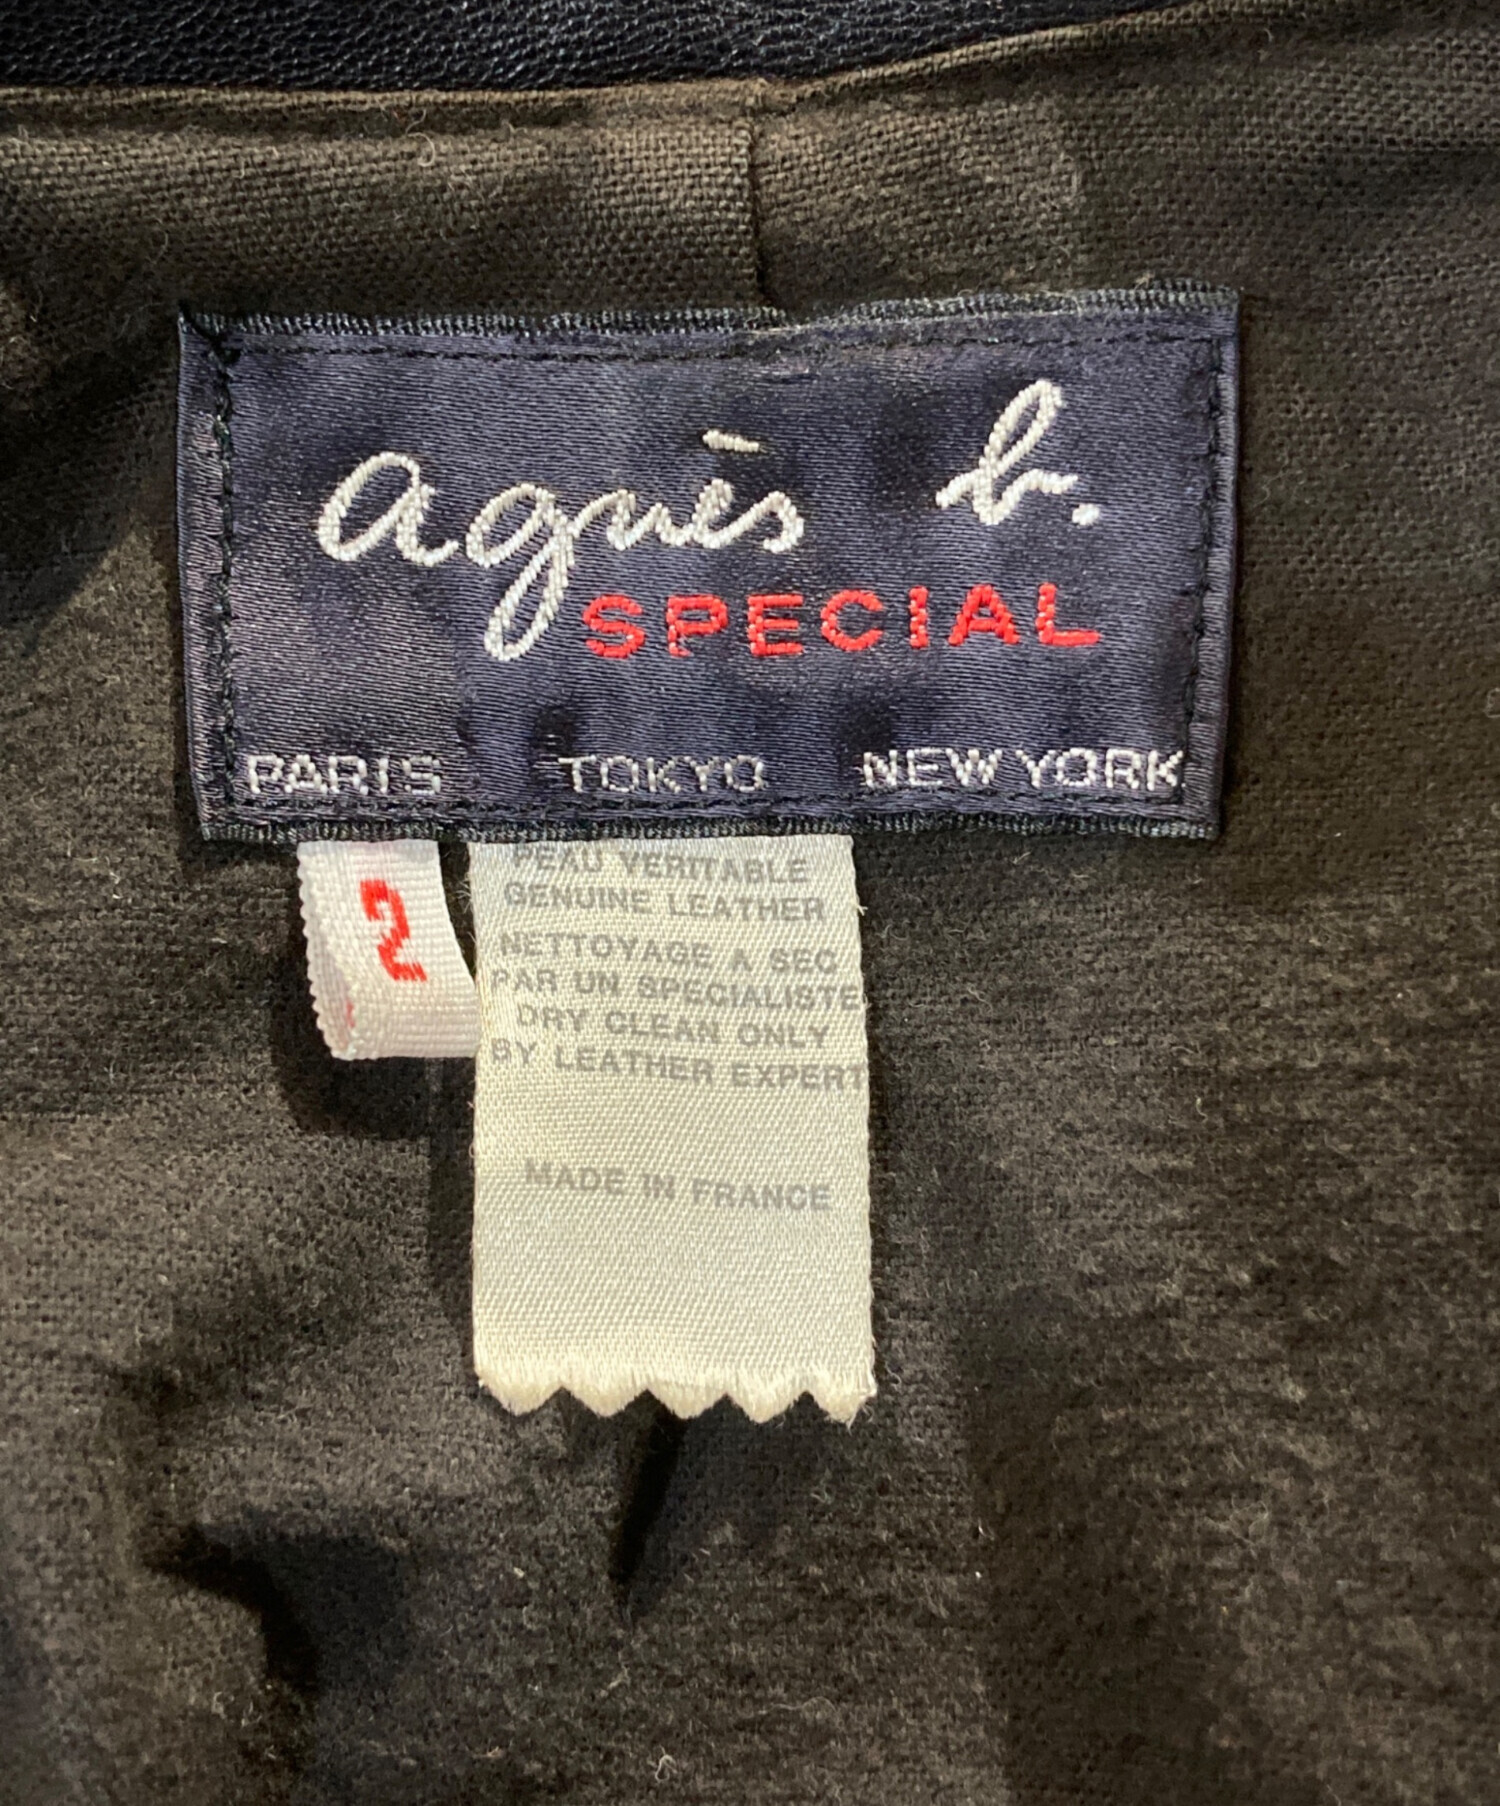 agnès b.
SPECIAL
PARIS TOKYO NEW YORK
2
PEAU VERITABLE
GENUINE LEATHER
NETTOYAGE A SEC
PAR UN SPECIALISTE
DRY CLEAN ONLY
BY LEATHER EXPERT
MADE IN FRANCE